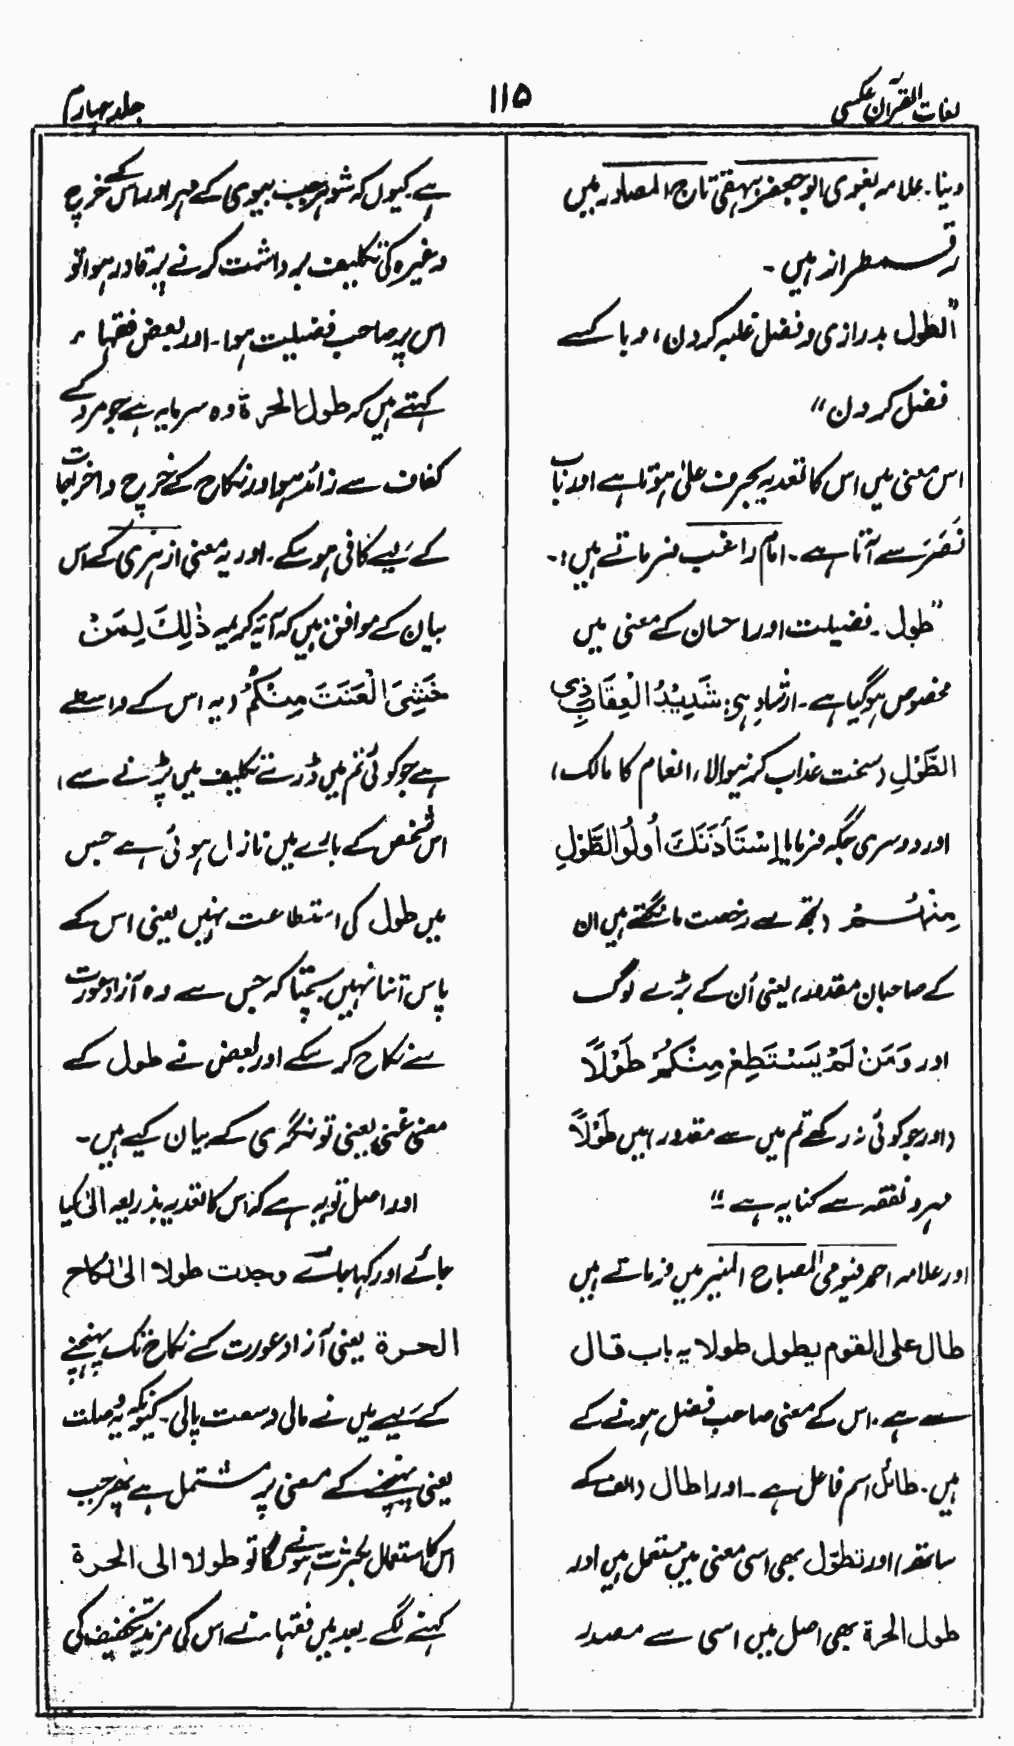 لغات القرآن عکسی
۱۱۵
جلد چہارم
دینا۔ علامہ لغوی ابوجعفر بیہقی تاج المصادر میں
رقمطراز ہیں۔
"الطول بدرازی و فضل غلبہ کردن، و با کسے
فضل کردن"
اس معنی میں اس کا تعدیہ بحرف علیٰ ہوتا ہے اور باب
نَصَرَ سے آتا ہے۔ امام راغب فرماتے ہیں:۔
"طول۔ فضیلت اور احسان کے معنی میں
مخصوص ہوگیا ہے۔ ارشاد ہے: شَدِیْدُ الْعِقَابِ ذِی
الطَّوْلِ (سخت عذاب کرنیوالا، انعام کا مالک)
اور دوسری جگہ فرمایا اِسْتَأْذَنَكَ اُولُوا الطَّوْلِ
مِنْهُمْ (تجھ سے رخصت مانگتے ہیں ان
کے صاحبان مقدور) یعنی اُن کے بڑے لوگ
اور وَمَنْ لَمْ یَسْتَطِعْ مِنْكُمْ طَوْلًا
(اور جو کوئی نہ رکھے تم میں سے مقدور) میں طَوْلًا
مہر و نفقہ سے کنایہ ہے"
اور علامہ احمد فیومی المصباح المنیر میں فرماتے ہیں
طال علی القوم یطول طولا یہ باب قال
سے ہے۔ اس کے معنی صاحب فضل ہونے کے
ہیں۔ طائل اسم فاعل ہے۔ اور اطال (الف کے
ساتھ) اور تطوّل بھی اسی معنی میں مستعمل ہیں اور
طول الحرۃ بھی اصل میں اسی سے مصدر
ہے۔ کیوں کہ شوہر جب بیوی کے مہر اور اس کے خرچ
وغیرہ کی تکلیف برداشت کرنے پر قادر ہوا تو
اس پر صاحب فضیلت ہوا۔ اور بعض فقہاء
کہتے ہیں کہ طول الحرۃ وہ سرمایہ ہے جو مرد کے
کفاف سے زائد ہو اور نکاح کے خرچ و اخراجات
کے لیے کافی ہو سکے۔ اور یہ معنی ازہری کے اس
بیان کے موافق ہیں کہ آیۂ کریمہ ذٰلِكَ لِمَنْ
خَشِیَ الْعَنَتَ مِنْكُمْ (یہ اس کے واسطے
ہے جو کوئی تم میں ڈرے تکلیف میں پڑنے سے)
اس شخص کے بارے میں نازل ہوئی ہے جس
میں طول کی استطاعت نہیں یعنی اس کے
پاس اتنا نہیں بچتا کہ جس سے وہ آزاد عورت
سے نکاح کر سکے اور بعض نے طول کے
معنی غنی یعنی تونگری کے بیان کیے ہیں۔
اور اصل تو یہ ہے کہ اس کا تعدیہ بذریعہ الیٰ کیا
جائے اور کہا جائے وجدت طولا الیٰ نکاح
الحرۃ یعنی آزاد عورت کے نکاح تک پہنچنے
کے لیے میں نے مالی وسعت پالی۔ کیونکہ یہ صلت
یعنی پہنچنے کے معنی پر مشتمل ہے پھر جب
اس کا استعمال بکثرت ہونے لگا تو طولا الی الحرۃ
کہنے لگے۔ بعد میں فقہاء نے اس کی مزید تخفیف کی